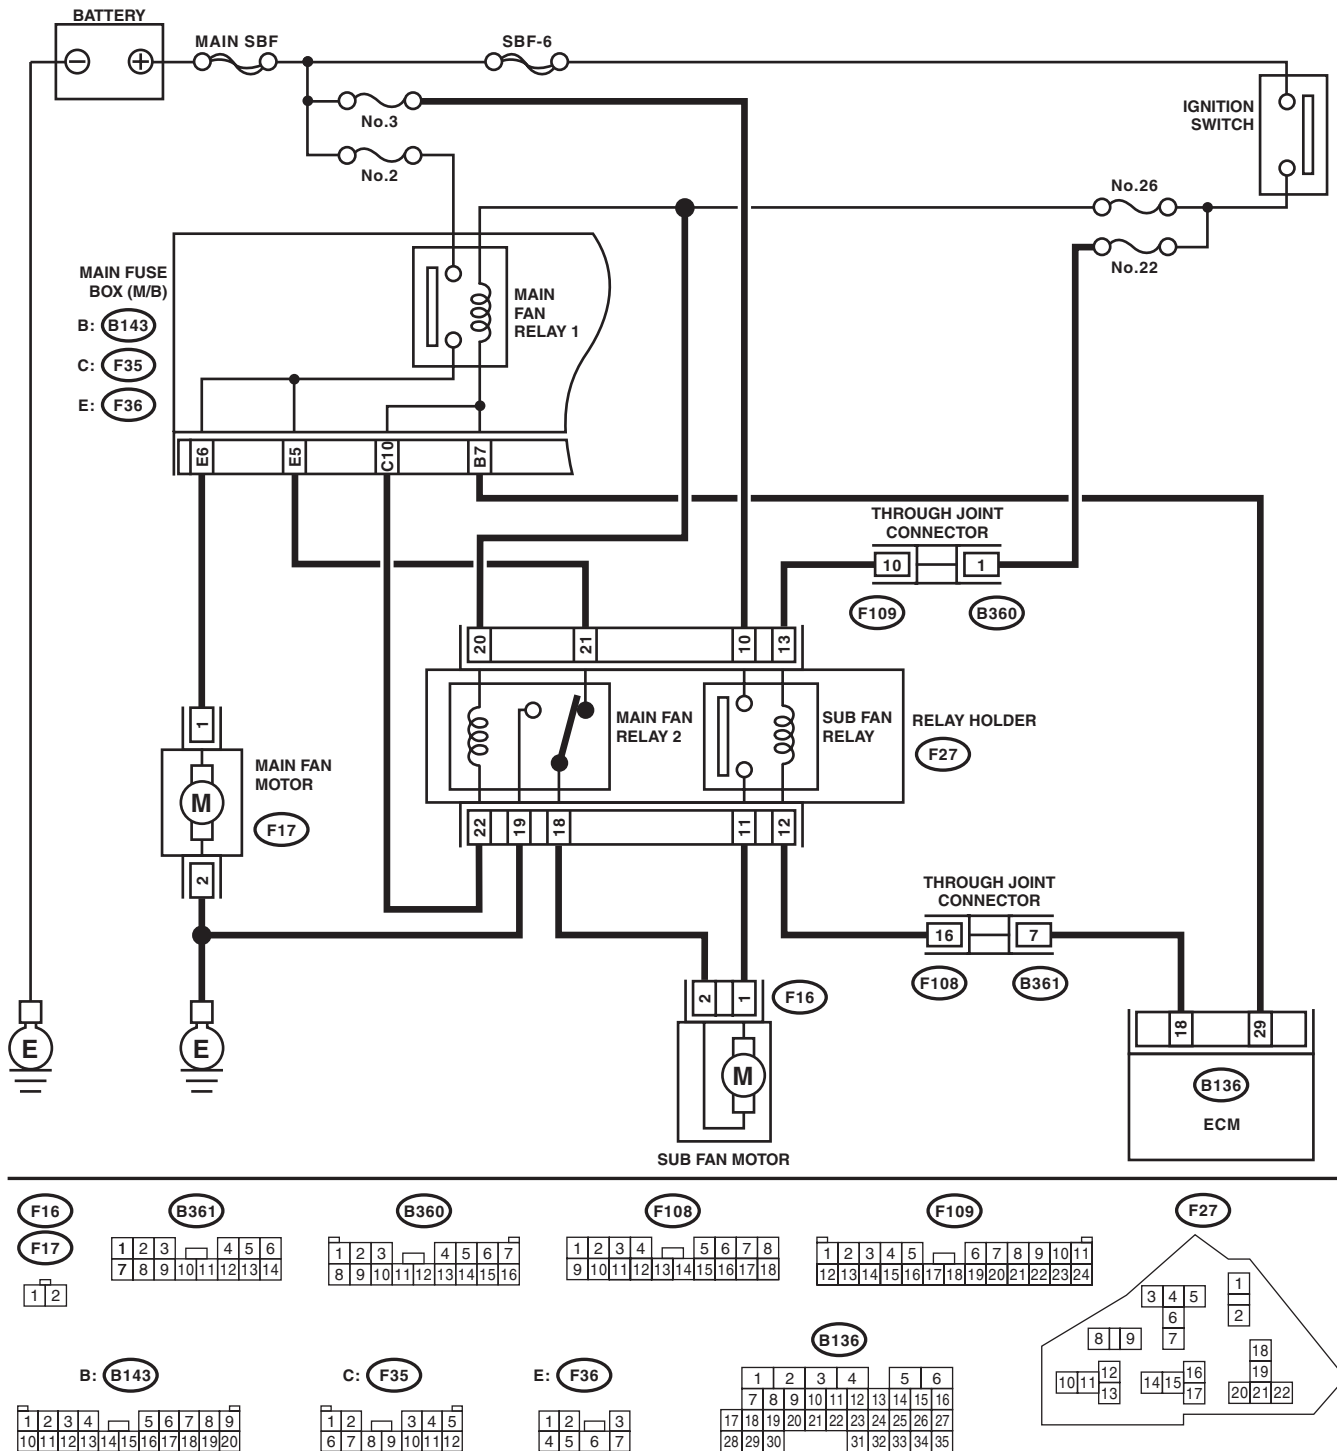 BATTERY
MAIN SBF
SBF-6
No.3
No.2
IGNITION
SWITCH
No.26
No.22
MAIN FUSE
BOX (M/B)
B: B143
C: F35
E: F36
MAIN
FAN
RELAY 1
E6 E5 C10 B7
THROUGH JOINT
CONNECTOR
10 1
F109 B360
20 21 10 13
MAIN FAN
RELAY 2
SUB FAN
RELAY
RELAY HOLDER
F27
1
MAIN FAN
MOTOR
M
F17
2
22 19 18 11 12
THROUGH JOINT
CONNECTOR
16 7
F108 B361
2 1
F16
M
SUB FAN MOTOR
E E
18 29
B136
ECM
F16
F17
1 2
B361
1 2 3 4 5 6
7 8 9 10 11 12 13 14
B360
1 2 3 4 5 6 7
8 9 10 11 12 13 14 15 16
F108
1 2 3 4 5 6 7 8
9 10 11 12 13 14 15 16 17 18
F109
1 2 3 4 5 6 7 8 9 10 11
12 13 14 15 16 17 18 19 20 21 22 23 24
F27
1
2
3 4 5
6
7
8 9
10 11 12
13
14 15 16
17
18
19
20 21 22
B: B143
1 2 3 4 5 6 7 8 9
10 11 12 13 14 15 16 17 18 19 20
C: F35
1 2 3 4 5
6 7 8 9 10 11 12
E: F36
1 2 3
4 5 6 7
B136
1 2 3 4 5 6
7 8 9 10 11 12 13 14 15 16
17 18 19 20 21 22 23 24 25 26 27
28 29 30 31 32 33 34 35